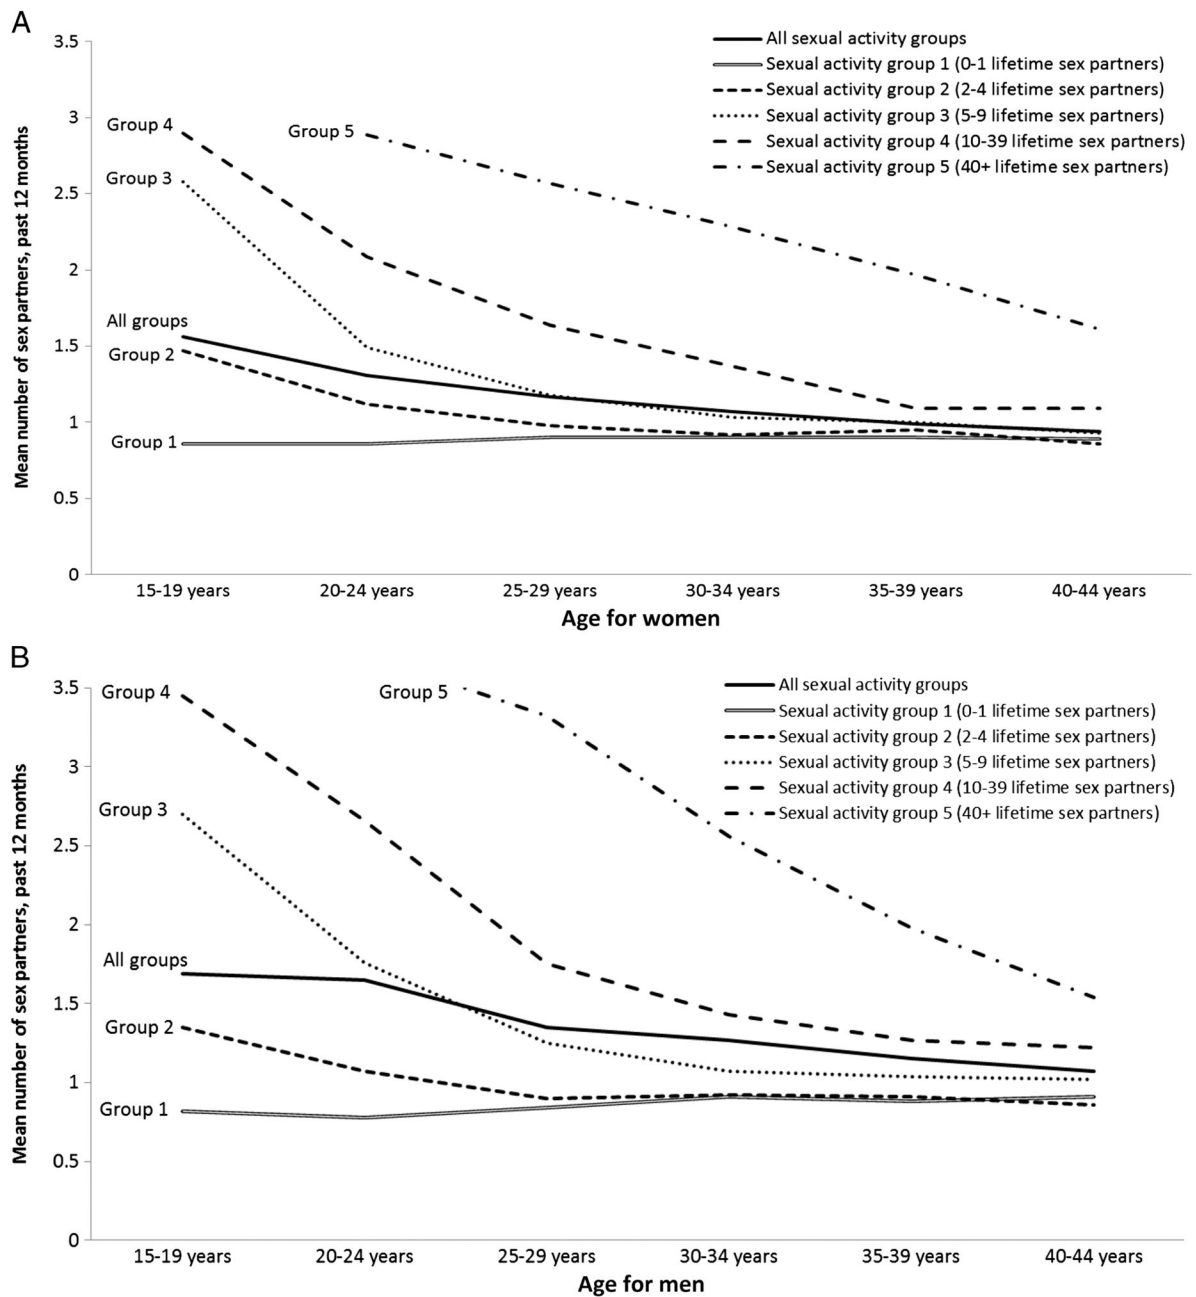 A
3.5
All sexual activity groups
Sexual activity group 1 (0-1 lifetime sex partners)
Sexual activity group 2 (2-4 lifetime sex partners)
Sexual activity group 3 (5-9 lifetime sex partners)
Sexual activity group 4 (10-39 lifetime sex partners)
Sexual activity group 5 (40+ lifetime sex partners)
3
Group 4
Group 5
Group 3
2.5
2
All groups
1.5
Group 2
1
Group 1
0.5
0
Mean number of sex partners, past 12 months
15-19 years 20-24 years 25-29 years 30-34 years 35-39 years 40-44 years
Age for women
B
3.5
Group 4
Group 5
All sexual activity groups
Sexual activity group 1 (0-1 lifetime sex partners)
Sexual activity group 2 (2-4 lifetime sex partners)
Sexual activity group 3 (5-9 lifetime sex partners)
Sexual activity group 4 (10-39 lifetime sex partners)
Sexual activity group 5 (40+ lifetime sex partners)
3
Group 3
2.5
2
All groups
1.5
Group 2
1
Group 1
0.5
0
Mean number of sex partners, past 12 months
15-19 years 20-24 years 25-29 years 30-34 years 35-39 years 40-44 years
Age for men